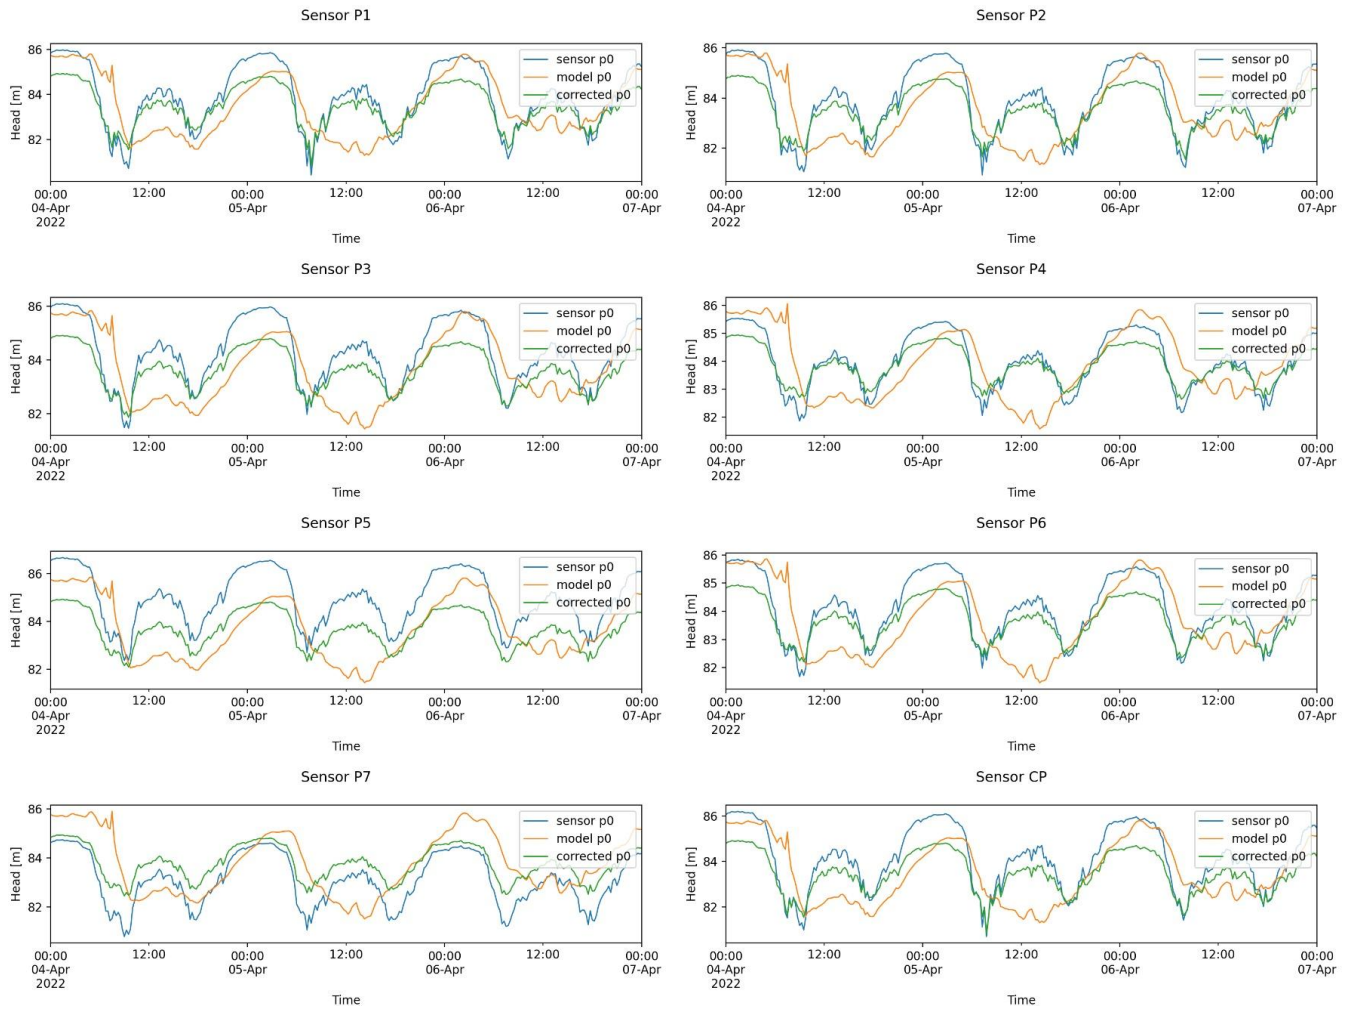 Sensor P1
Sensor P2
86
84
82
Head [m]
sensor p0
model p0
corrected p0
00:00
04-Apr
2022
12:00
00:00
05-Apr
12:00
00:00
06-Apr
12:00
00:00
07-Apr
Time
86
84
82
Head [m]
sensor p0
model p0
corrected p0
00:00
04-Apr
2022
12:00
00:00
05-Apr
12:00
00:00
06-Apr
12:00
00:00
07-Apr
Time
Sensor P3
Sensor P4
86
84
82
Head [m]
sensor p0
model p0
corrected p0
00:00
04-Apr
2022
12:00
00:00
05-Apr
12:00
00:00
06-Apr
12:00
00:00
07-Apr
Time
86
85
84
83
82
Head [m]
sensor p0
model p0
corrected p0
00:00
04-Apr
2022
12:00
00:00
05-Apr
12:00
00:00
06-Apr
12:00
00:00
07-Apr
Time
Sensor P5
Sensor P6
86
84
82
Head [m]
sensor p0
model p0
corrected p0
00:00
04-Apr
2022
12:00
00:00
05-Apr
12:00
00:00
06-Apr
12:00
00:00
07-Apr
Time
86
85
84
83
82
Head [m]
sensor p0
model p0
corrected p0
00:00
04-Apr
2022
12:00
00:00
05-Apr
12:00
00:00
06-Apr
12:00
00:00
07-Apr
Time
Sensor P7
Sensor CP
86
84
82
Head [m]
sensor p0
model p0
corrected p0
00:00
04-Apr
2022
12:00
00:00
05-Apr
12:00
00:00
06-Apr
12:00
00:00
07-Apr
Time
86
84
82
Head [m]
sensor p0
model p0
corrected p0
00:00
04-Apr
2022
12:00
00:00
05-Apr
12:00
00:00
06-Apr
12:00
00:00
07-Apr
Time